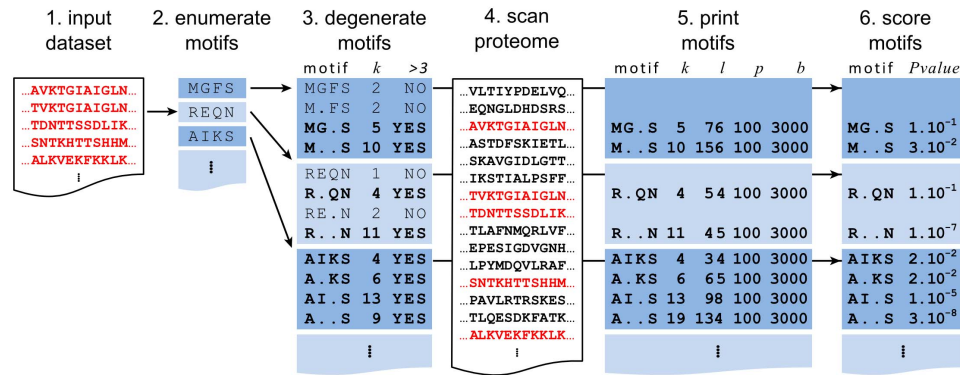 1. input dataset
…AVKTGIAIGLN…
…TVKTGIAIGLN…
…TDNTTSSDLIK…
…SNTKHTTSHHM…
…ALKVEKFKKLK…
⋮
2. enumerate motifs
MGFS
REQN
AIKS
⋮
3. degenerate motifs
motif k >3
MGFS 2 NO
M.FS 2 NO
MG.S 5 YES
M..S 10 YES
REQN 1 NO
R.QN 4 YES
RE.N 2 NO
R..N 11 YES
AIKS 4 YES
A.KS 6 YES
AI.S 13 YES
A..S 9 YES
⋮
4. scan proteome
…VLTIYPDELVQ…
…EQNGLDHDSRS…
…AVKTGIAIGLN…
…ASTDFSKIETL…
…SKAVGIDLGTT…
…IKSTIALPSFF…
…TVKTGIAIGLN…
…TDNTTSSDLIK…
…TLAFNMQRLVF…
…EPESIGDVGNH…
…LPYMDQVLRAF…
…SNTKHTTSHHM…
…PAVLRTRSKES…
…TLQESDKFATK…
…ALKVEKFKKLK…
⋮
5. print motifs
motif k l p b
MG.S 5 76 100 3000
M..S 10 156 100 3000
R.QN 4 54 100 3000
R..N 11 45 100 3000
AIKS 4 34 100 3000
A.KS 6 65 100 3000
AI.S 13 98 100 3000
A..S 19 134 100 3000
⋮
6. score motifs
motif Pvalue
MG.S 1.10⁻¹
M..S 3.10⁻²
R.QN 1.10⁻¹
R..N 1.10⁻⁷
AIKS 2.10⁻²
A.KS 2.10⁻²
AI.S 1.10⁻⁵
A..S 3.10⁻⁸
⋮